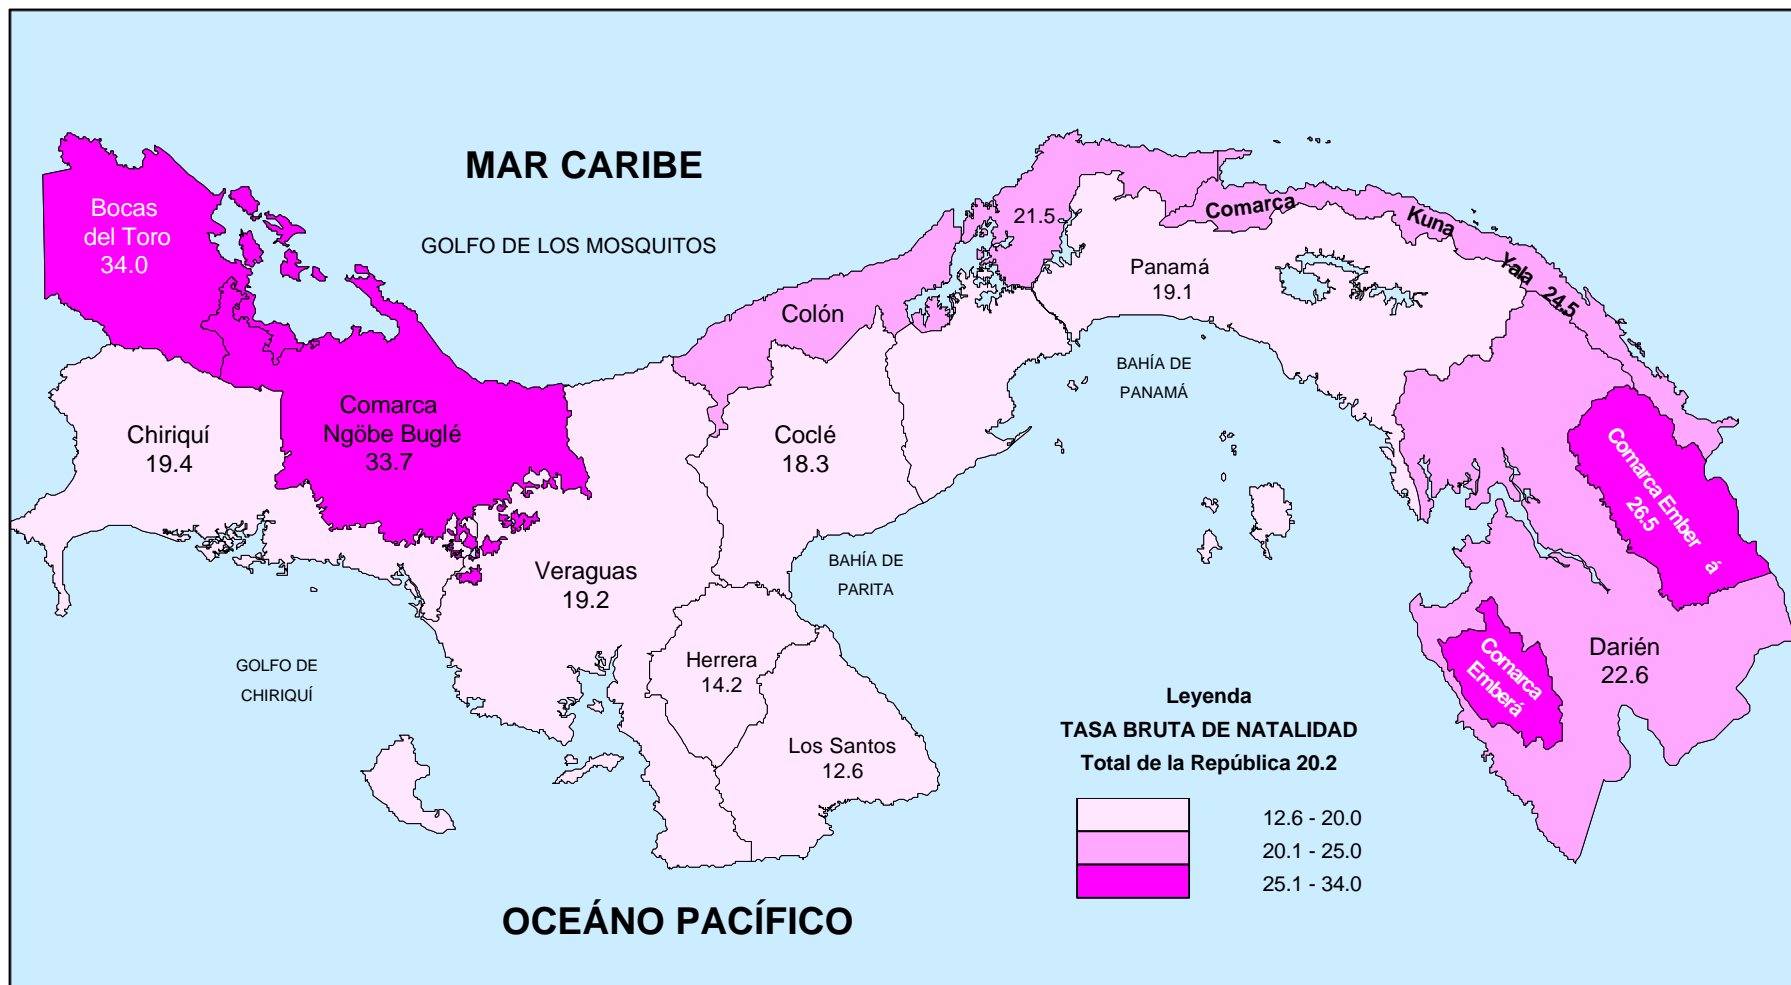 MAR CARIBE
GOLFO DE LOS MOSQUITOS
Bocas
del Toro
34.0
Comarca
Ngöbe Buglé
33.7
Chiriquí
19.4
Veraguas
19.2
Colón
21.5
Coclé
18.3
Panamá
19.1
Comarca Kuna Yala 24.5
BAHÍA DE
PANAMÁ
BAHÍA DE
PARITA
GOLFO DE
CHIRIQUÍ
Herrera
14.2
Los Santos
12.6
Comarca Ember á
26.5
Comarca
Emberá
Darién
22.6
Leyenda
TASA BRUTA DE NATALIDAD
Total de la República 20.2
12.6 - 20.0
20.1 - 25.0
25.1 - 34.0
OCEÁNO PACÍFICO